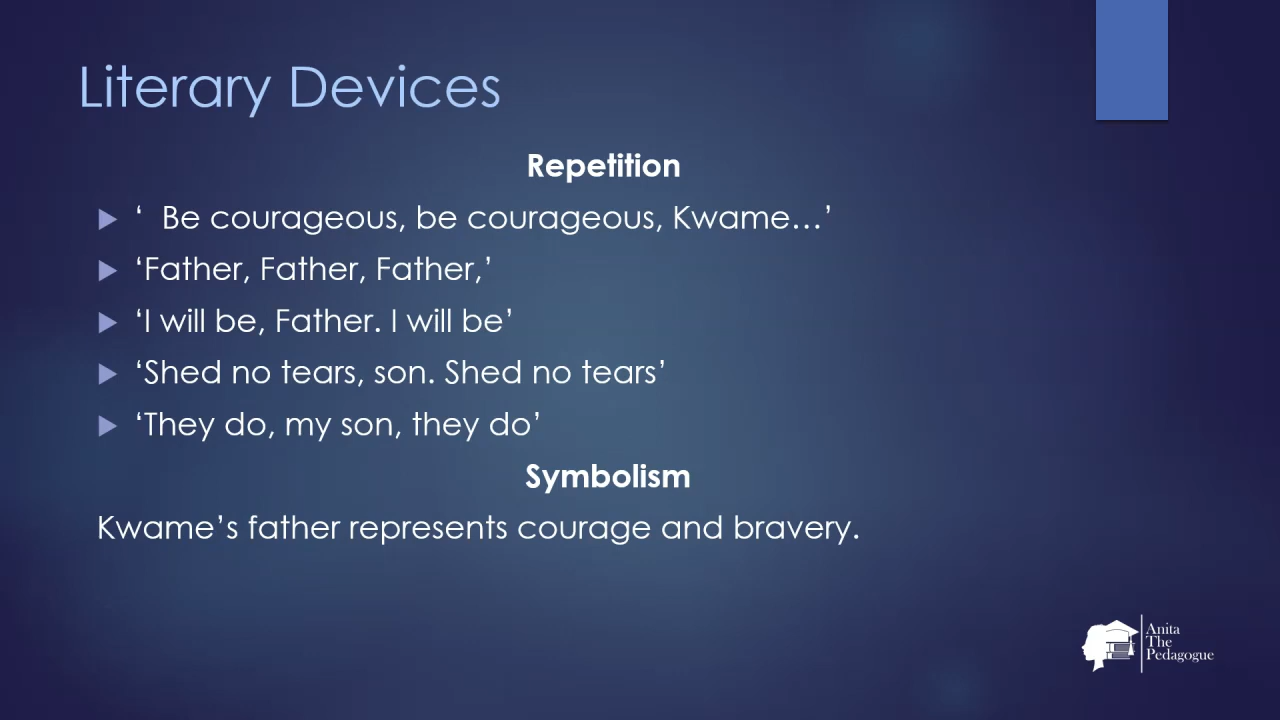 Literary Devices
Repetition
‘  Be courageous, be courageous, Kwame…’
‘Father, Father, Father,’
‘I will be, Father. I will be’
‘Shed no tears, son. Shed no tears’
‘They do, my son, they do’
Symbolism
Kwame’s father represents courage and bravery.
Anita
The
Pedagogue